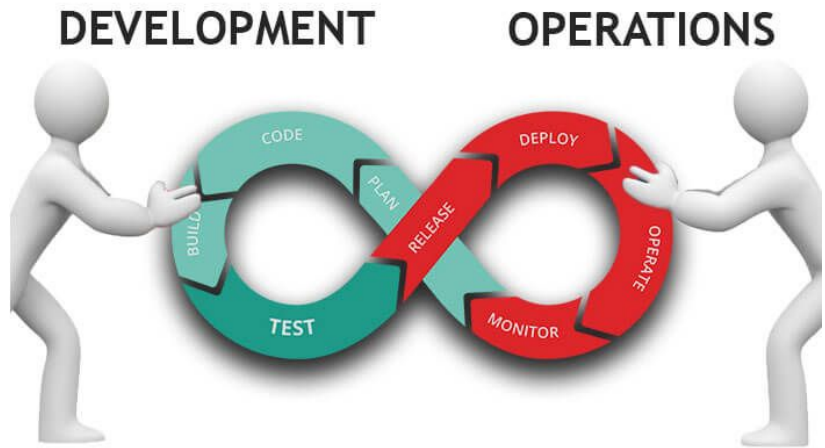 DEVELOPMENT
OPERATIONS
CODE
DEPLOY
PLAN
RELEASE
BUILD
OPERATE
TEST
MONITOR